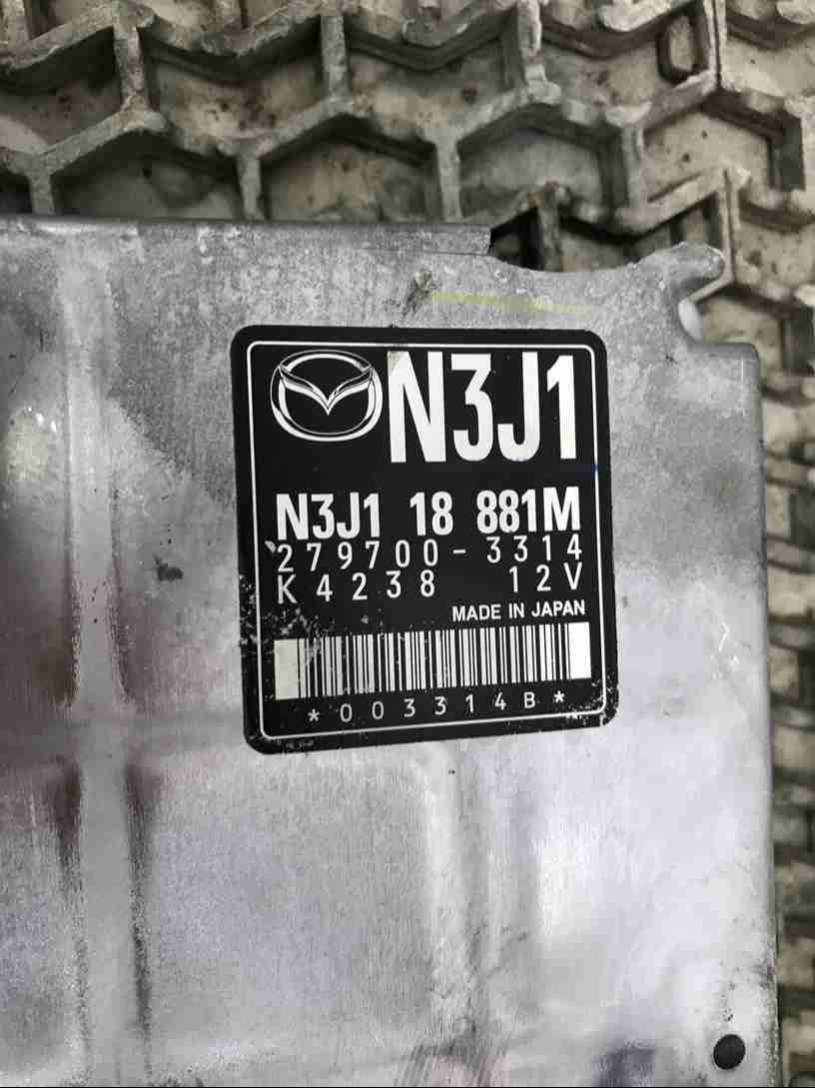 N3J1
N3J1 18 881M
279700-3314
K4238 12V
MADE IN JAPAN
*003314B*